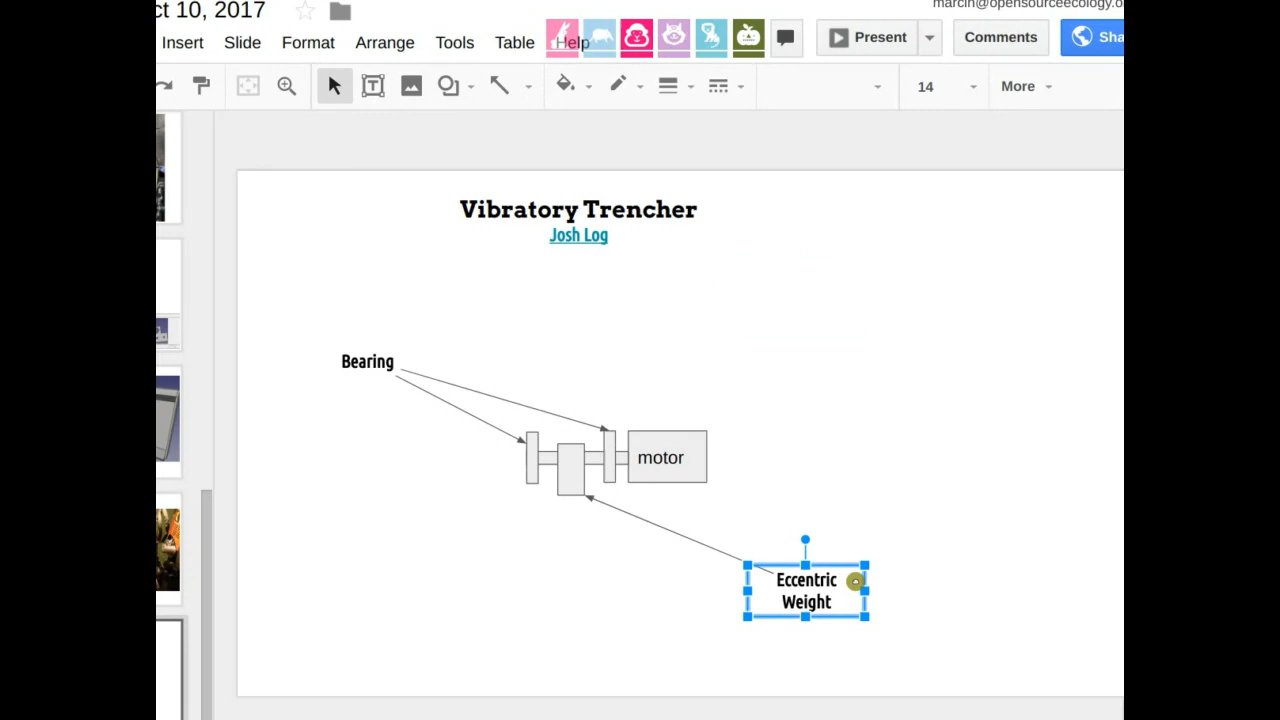 ct 10, 2017
marcin@opensourceecology.o
Insert Slide Format Arrange Tools Table Help
Present
Comments
Sha
14
More
Vibratory Trencher
Josh Log
Bearing
motor
Eccentric
Weight